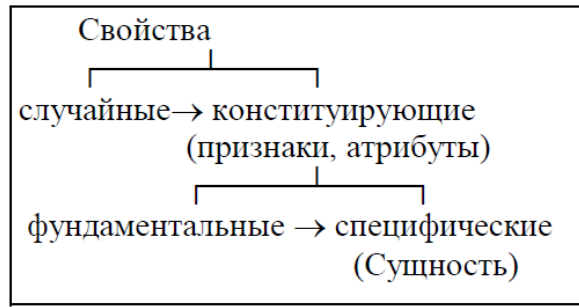 Свойства
случайные→ конституирующие
(признаки, атрибуты)
фундаментальные → специфические
(Сущность)